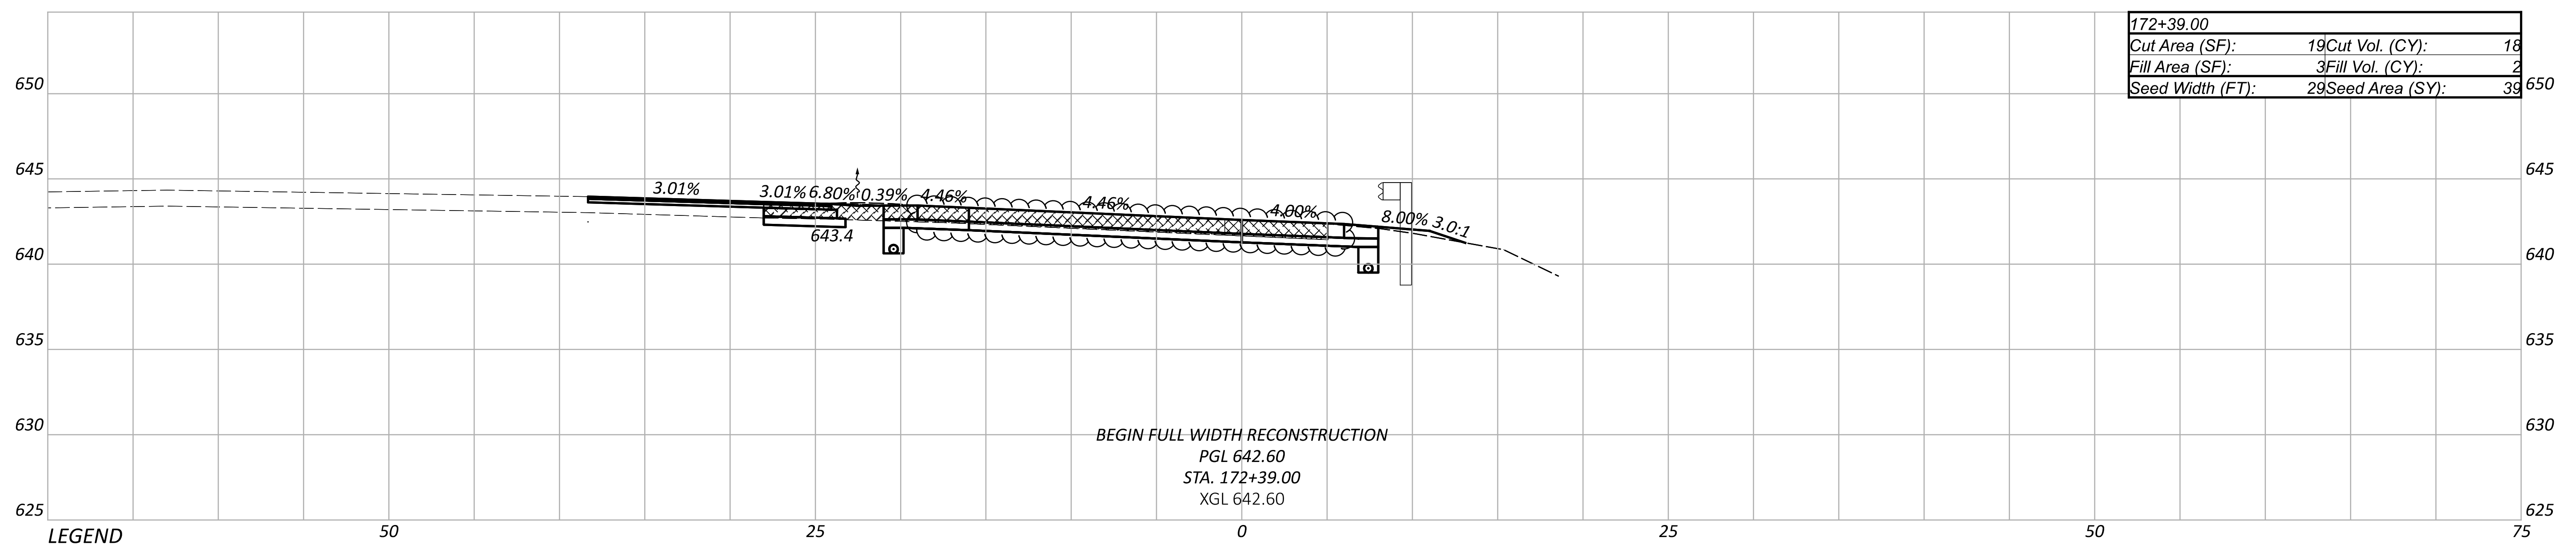 172+39.00
Cut Area (SF): 19 Cut Vol. (CY): 18
Fill Area (SF): 3 Fill Vol. (CY): 2
Seed Width (FT): 29 Seed Area (SY): 39
650 650
645 645
3.01% 3.01% 6.80% 0.39% 4.46% 4.46% 4.00% 8.00% 3.0:1
643.4
640 640
635 635
630 630
BEGIN FULL WIDTH RECONSTRUCTION
PGL 642.60
STA. 172+39.00
XGL 642.60
625 625
LEGEND 50 25 0 25 50 75